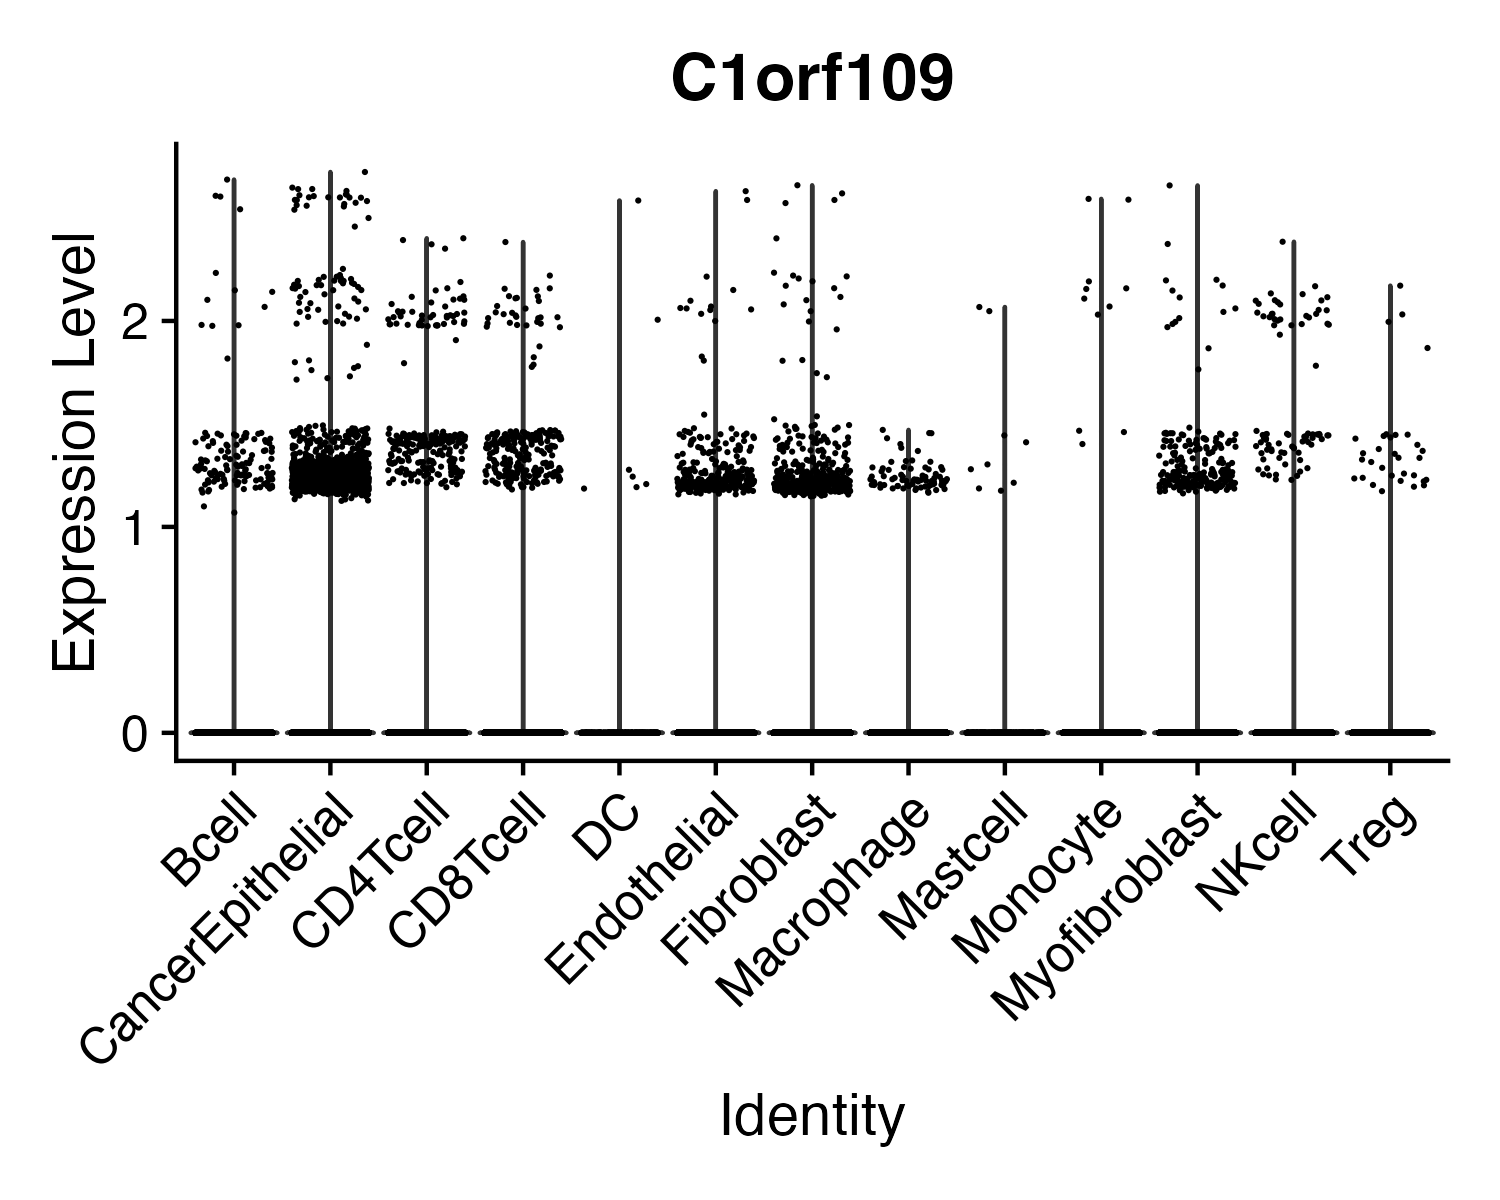 C1orf109
Expression Level
2
1
0
Bcell
CancerEpithelial
CD4Tcell
CD8Tcell
DC
Endothelial
Fibroblast
Macrophage
Mastcell
Monocyte
Myofibroblast
NKcell
Treg
Identity